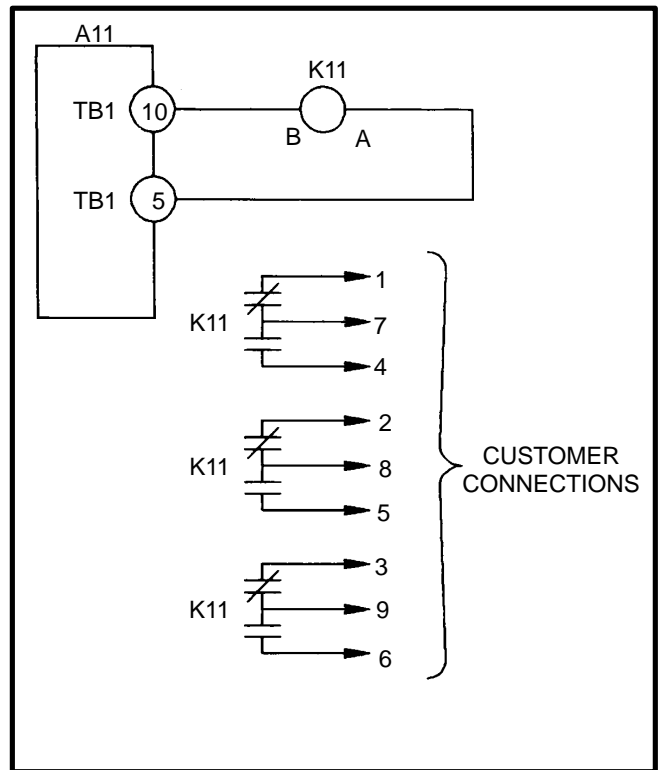 A11
K11
TB1 10
B A
TB1 5
1
K11 7
4
2
K11 8
5
CUSTOMER
CONNECTIONS
3
K11 9
6